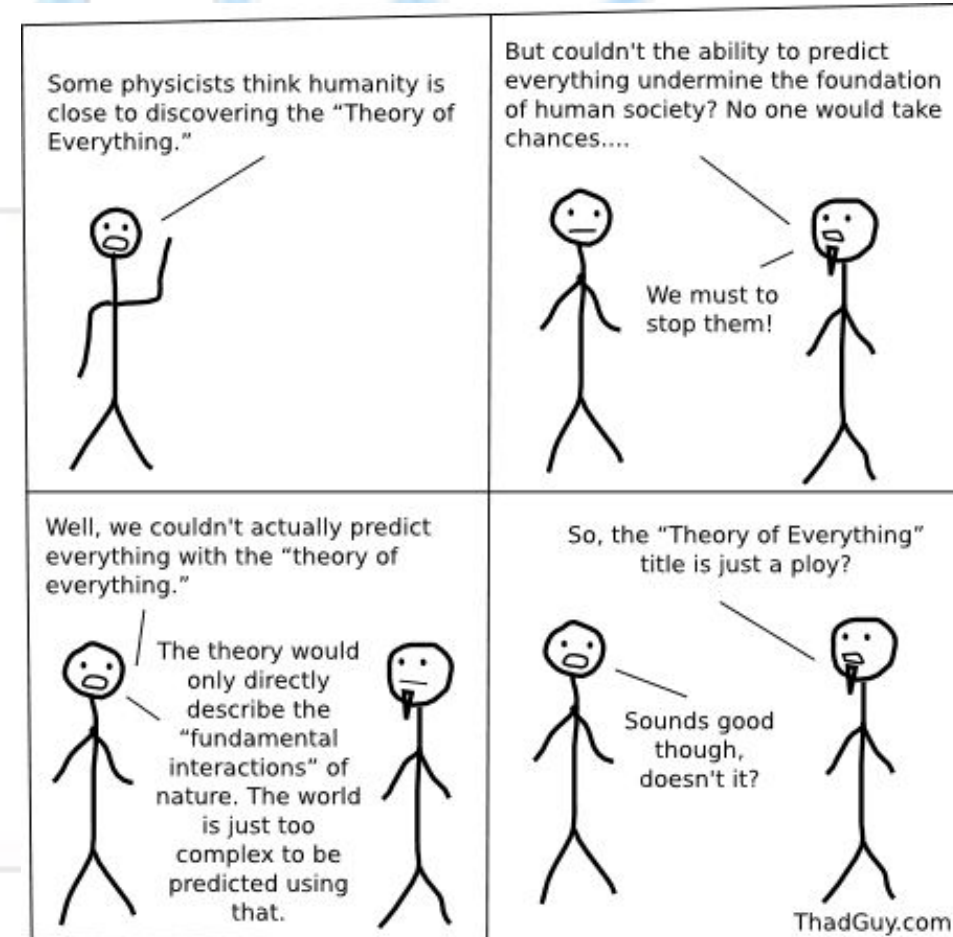 Some physicists think humanity is
close to discovering the “Theory of
Everything.”
But couldn't the ability to predict
everything undermine the foundation
of human society? No one would take
chances....
We must to
stop them!
Well, we couldn't actually predict
everything with the “theory of
everything.”
The theory would
only directly
describe the
“fundamental
interactions” of
nature. The world
is just too
complex to be
predicted using
that.
So, the “Theory of Everything”
title is just a ploy?
Sounds good
though,
doesn't it?
ThadGuy.com